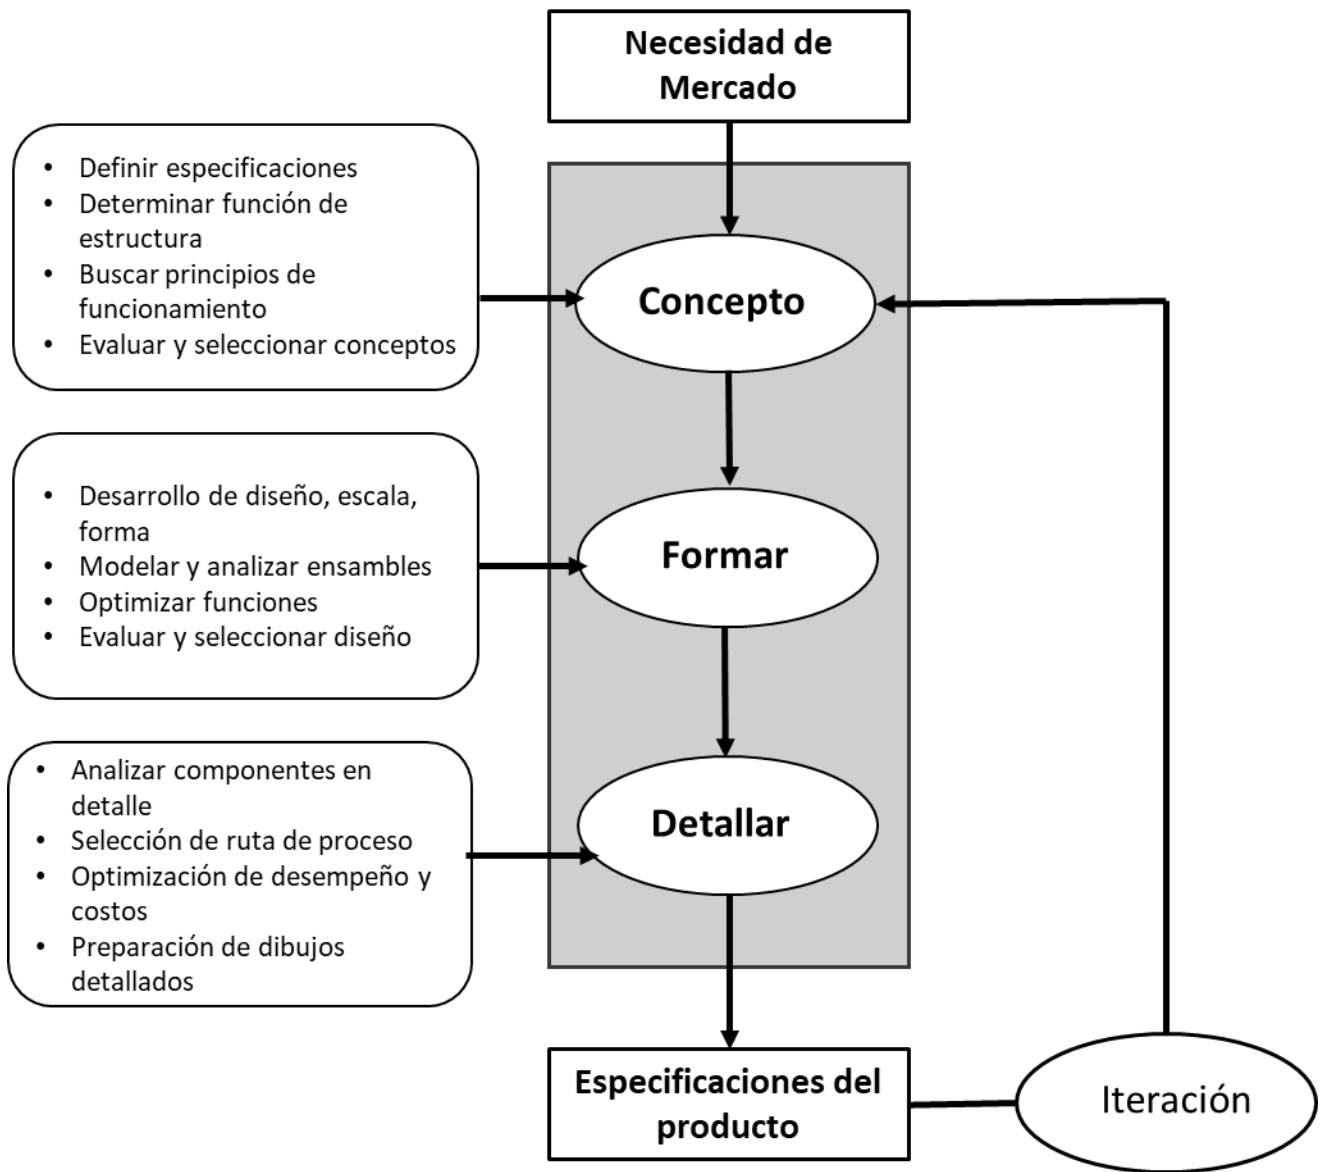 Necesidad de
Mercado
• Definir especificaciones
• Determinar función de
estructura
• Buscar principios de
funcionamiento
• Evaluar y seleccionar conceptos
Concepto
• Desarrollo de diseño, escala,
forma
• Modelar y analizar ensambles
• Optimizar funciones
• Evaluar y seleccionar diseño
Formar
• Analizar componentes en
detalle
• Selección de ruta de proceso
• Optimización de desempeño y
costos
• Preparación de dibujos
detallados
Detallar
Especificaciones del
producto
Iteración